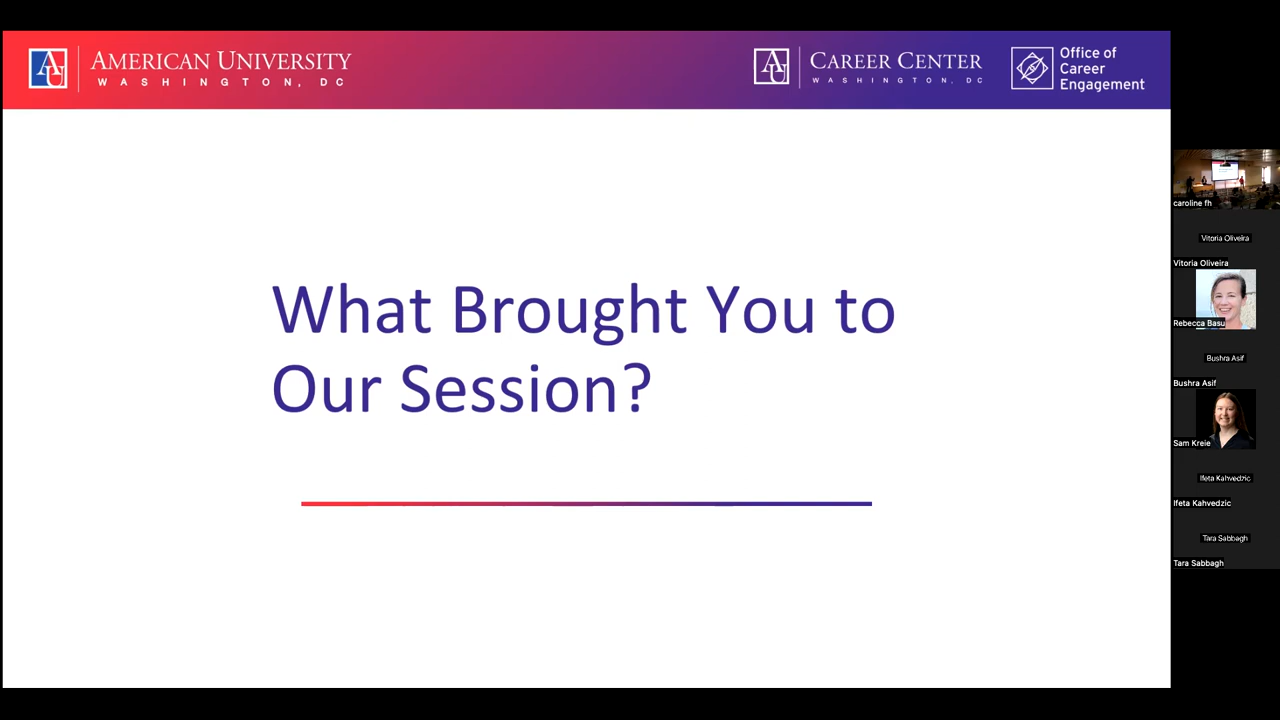 AMERICAN UNIVERSITY
WASHINGTON, DC
AU
CAREER CENTER
WASHINGTON, DC
Office of
Career
Engagement
What Brought You to
Our Session?
caroline fh
Vitoria Oliveira
Vitoria Oliveira
Rebecca Basu
Bushra Asif
Bushra Asif
Sam Kreie
Ifeta Kahvedzic
Ifeta Kahvedzic
Tara Sabbagh
Tara Sabbagh